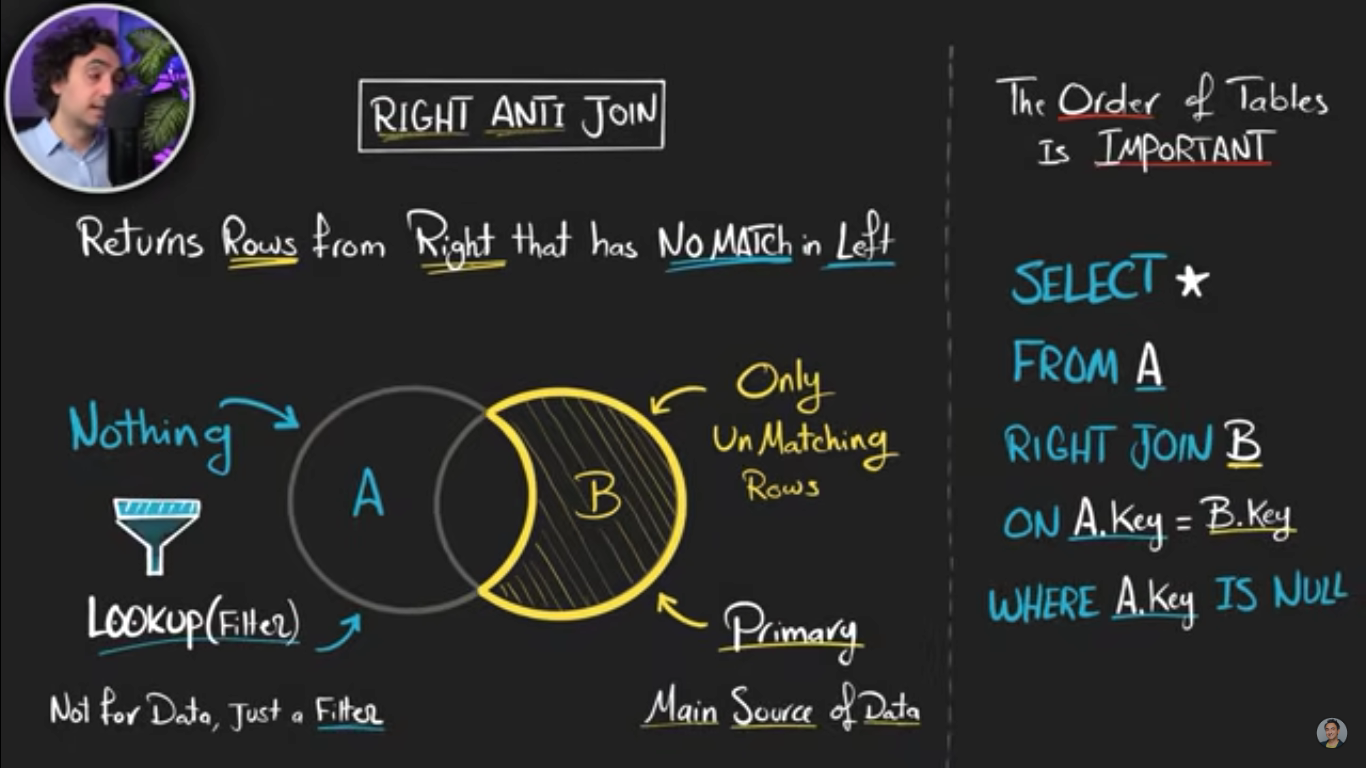 RIGHT ANTI JOIN
Returns Rows from Right that has NO MATCH in Left
Nothing
A
B
Only
UnMatching
Rows
LOOKUP(Filter)
Not for Data, Just a Filter
Primary
Main Source of Data
The Order of Tables
Is IMPORTANT
SELECT *
FROM A
RIGHT JOIN B
ON A.Key = B.Key
WHERE A.Key IS NULL